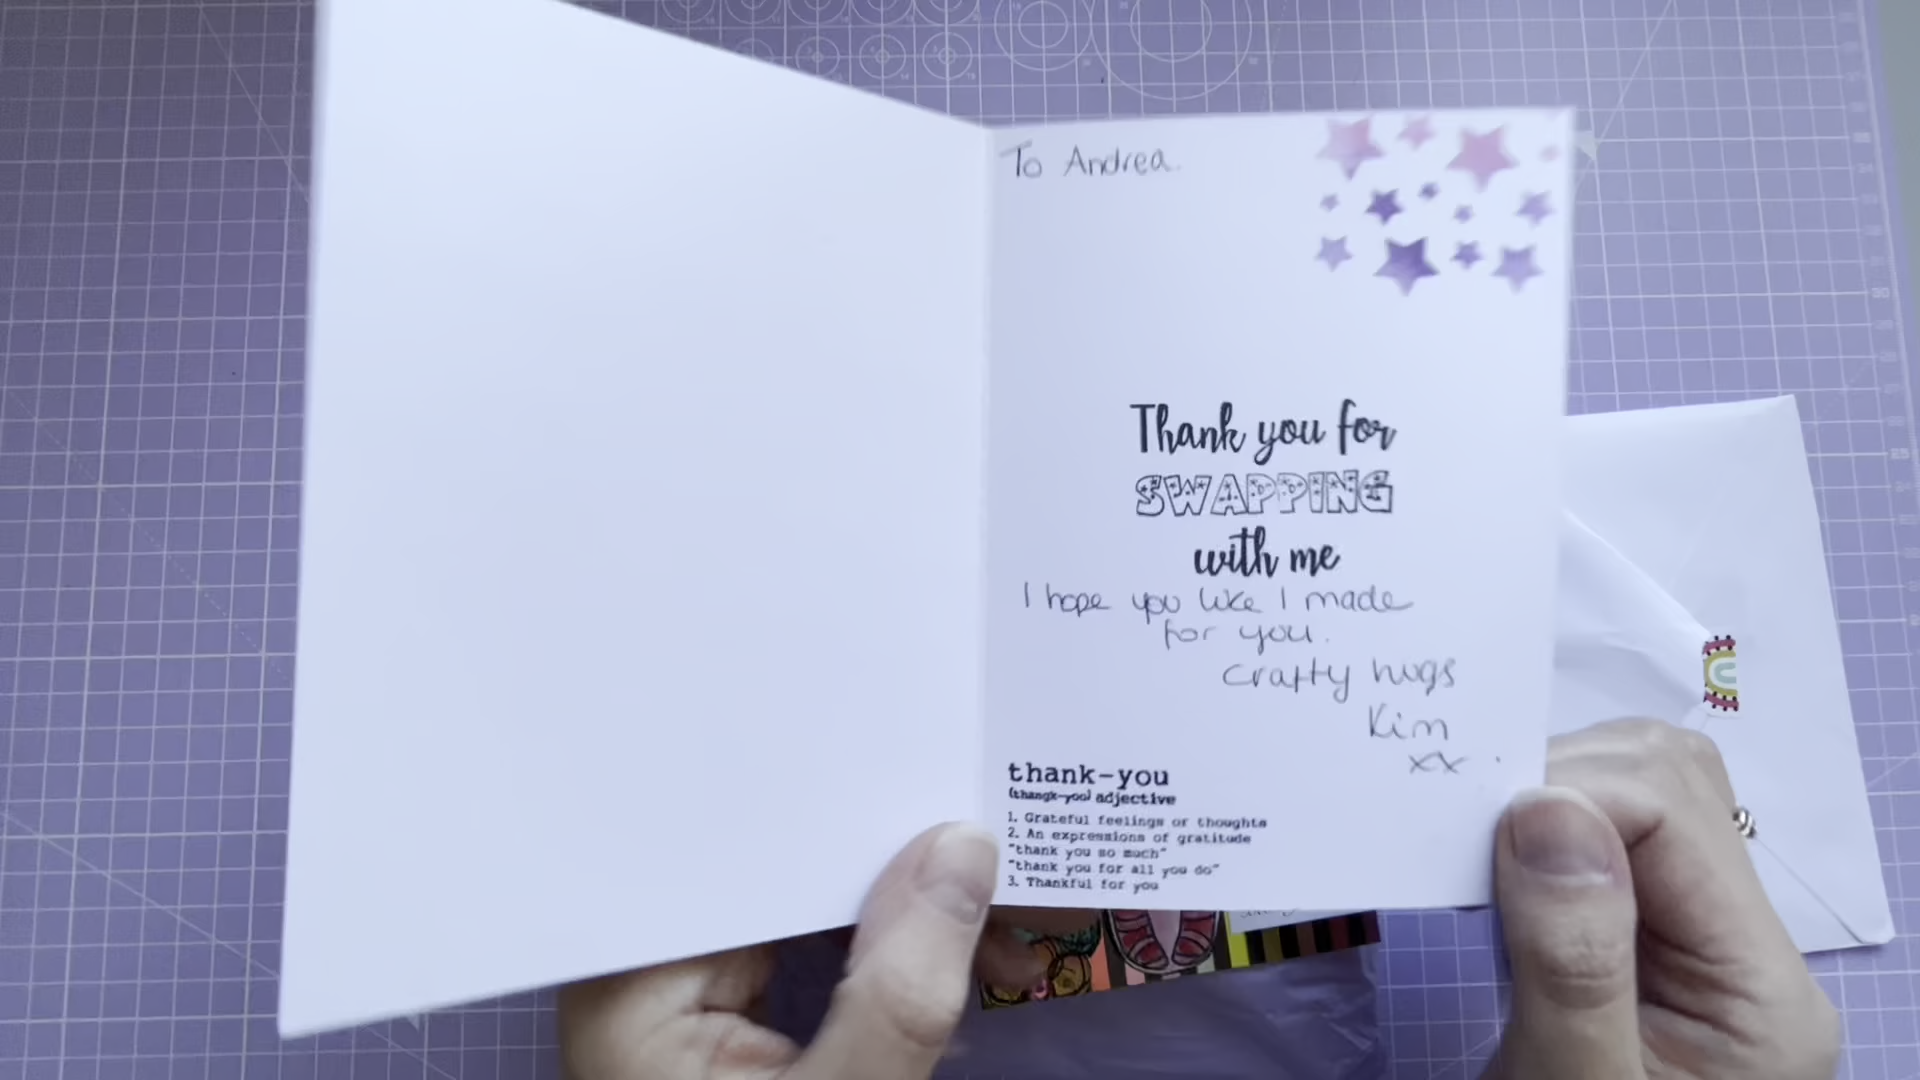 To Andrea.
Thank you for
SWAPPING
with me
I hope you like I made
for you.
Crafty hugs
Kim
xx.
thank-you
(thangk-yoo) adjective
1. Grateful feelings or thoughts
2. An expressions of gratitude
"thank you so much"
"thank you for all you do"
3. Thankful for you